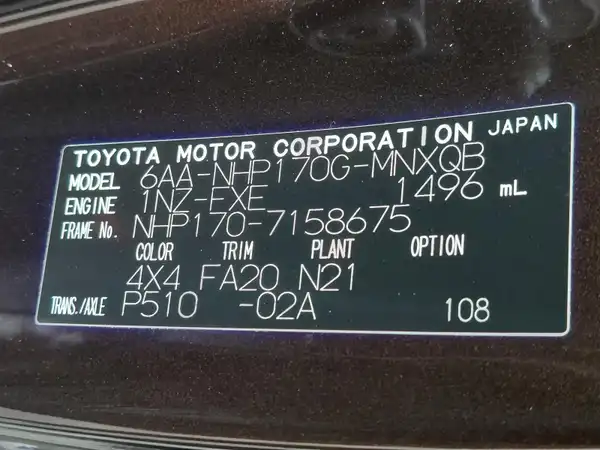 TOYOTA MOTOR CORPORATION JAPAN
MODEL 6AA-NHP170G-MNXQB
ENGINE 1NZ-EXE 1496 mL
FRAME No. NHP170-7158675
COLOR TRIM PLANT OPTION
4X4 FA20 N21
TRANS./AXLE P510 -02A 108